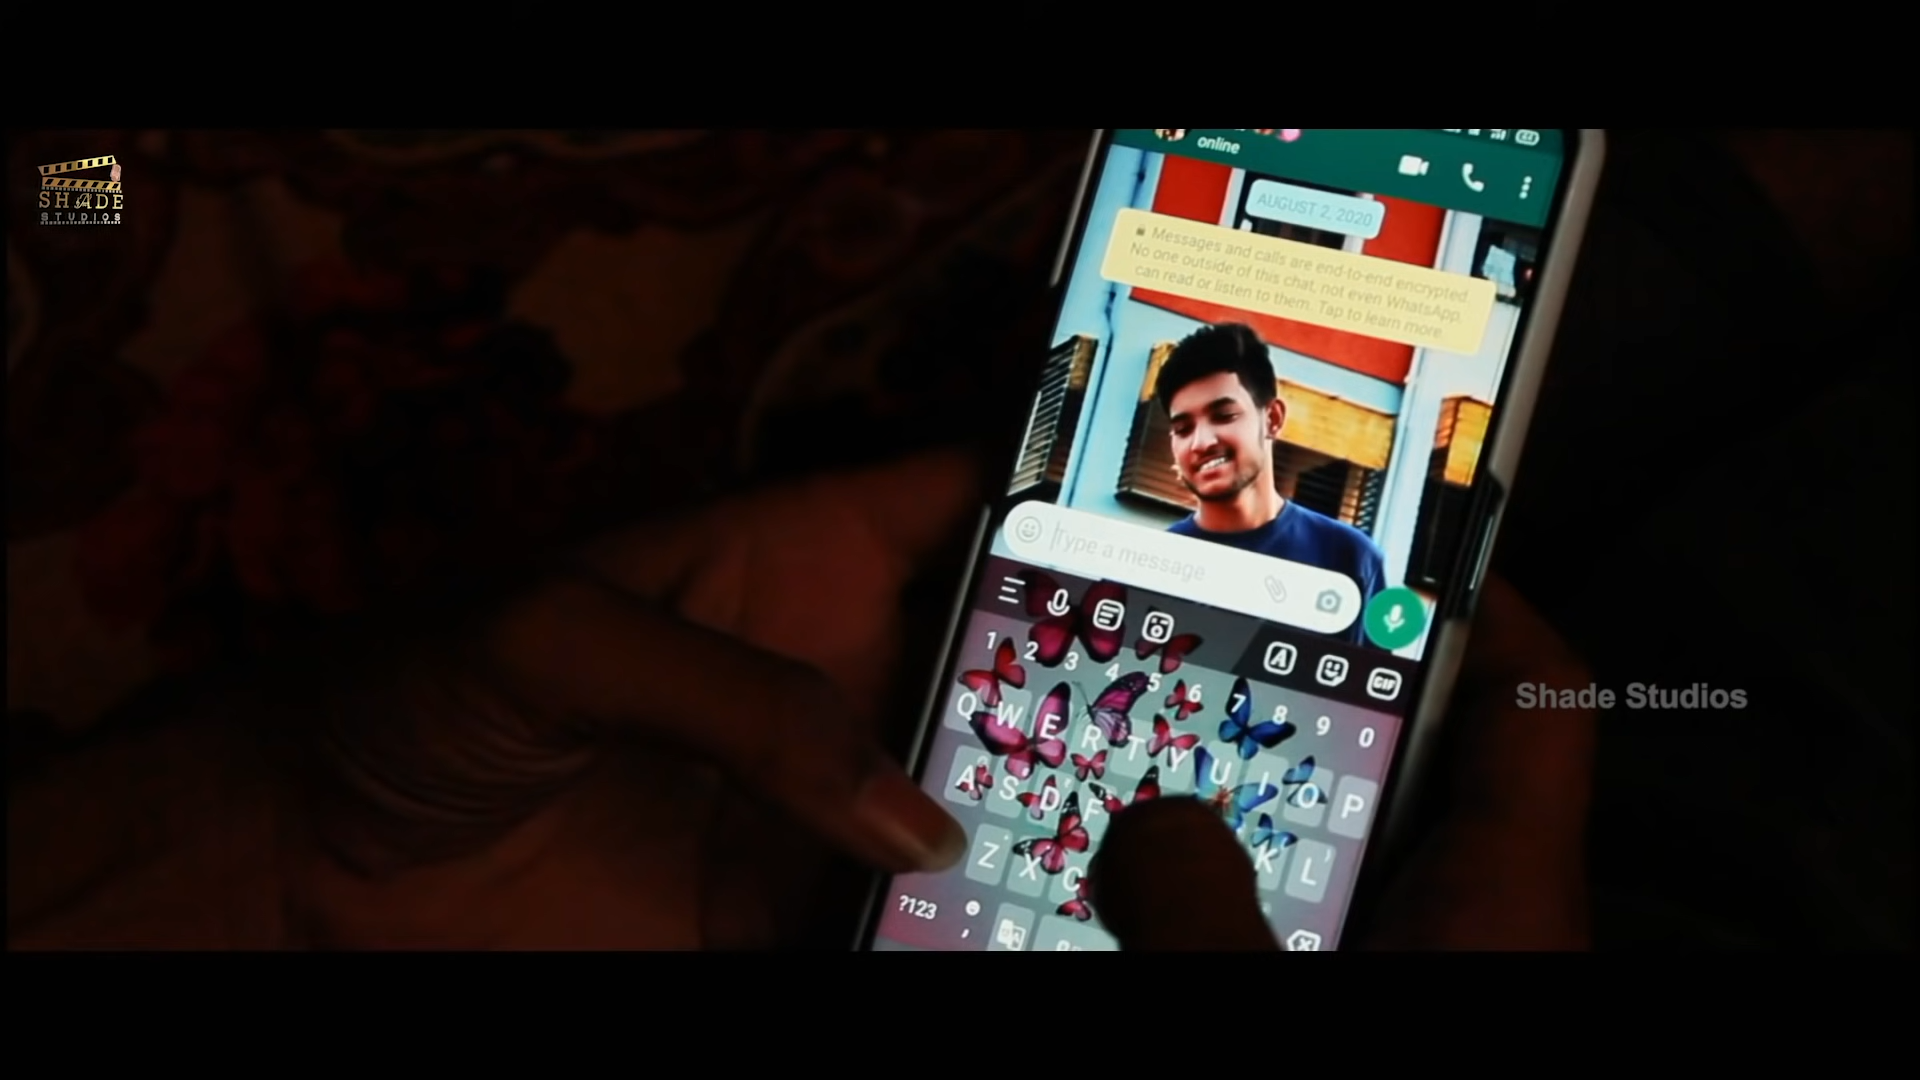 SHADE
STUDIOS
online
AUGUST 2, 2020
Messages and calls are end-to-end encrypted.
No one outside of this chat, not even WhatsApp,
can read or listen to them. Tap to learn more.
Type a message
GIF
1 2 3 4 5 6 7 8 9 0
Q W E R T Y U I O P
A S D F K L
Z X C
?123
Shade Studios